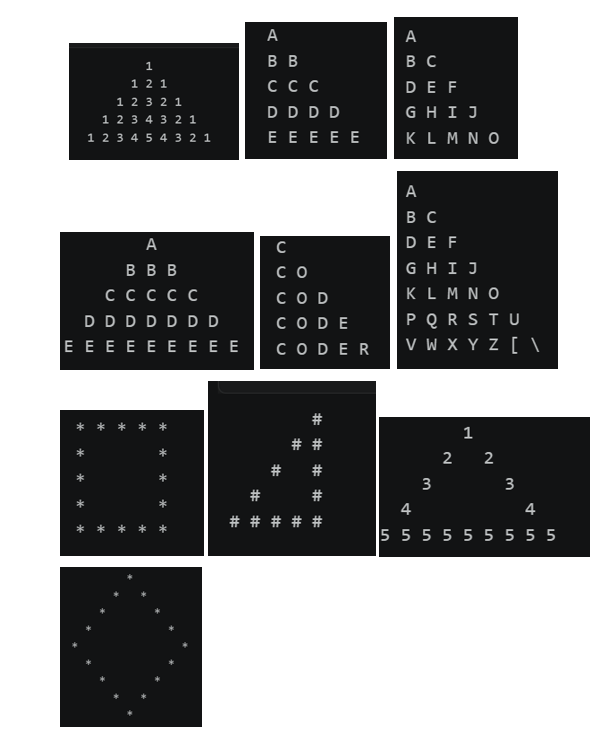 1
1 2 1
1 2 3 2 1
1 2 3 4 3 2 1
1 2 3 4 5 4 3 2 1
A
B B
C C C
D D D D
E E E E E
A
B C
D E F
G H I J
K L M N O
A
B B B
C C C C C
D D D D D D D
E E E E E E E E E
C
C O
C O D
C O D E
C O D E R
A
B C
D E F
G H I J
K L M N O
P Q R S T U
V W X Y Z [ \
* * * * *
* *
* *
* *
* * * * *
#
# #
# #
# #
# # # # #
1
2 2
3 3
4 4
5 5 5 5 5 5 5 5 5
*
* *
* *
* *
* *
* *
* *
* *
*